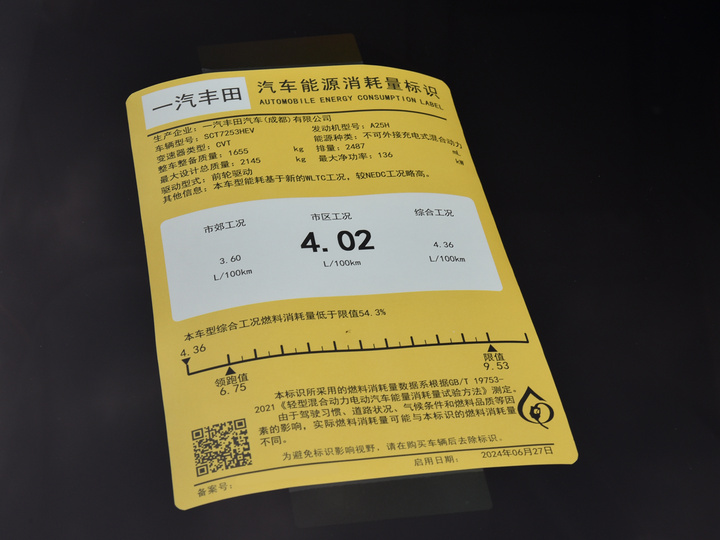 一汽丰田
汽车能源消耗量标识
AUTOMOBILE ENERGY CONSUMPTION LABEL
生产企业: 一汽丰田汽车(成都)有限公司
车辆型号: SCT7253HEV
发动机型号: A25H
变速器类型: CVT
能源种类: 不可外接充电式混合动力
整车整备质量: 1655 kg
排量: 2487 mL
最大设计总质量: 2145 kg
最大净功率: 136 kW
驱动型式: 前轮驱动
其他信息: 本车型能耗基于新的WLTC工况, 较NEDC工况略高。
市郊工况
市区工况
综合工况
3.60
4.02
4.36
L/100km
L/100km
L/100km
本车型综合工况燃料消耗量低于限值54.3%
4.36
领跑值
6.75
限值
9.53
本标识所采用的燃料消耗量数据系根据GB/T 19753-
2021《轻型混合动力电动汽车能量消耗量试验方法》测定。
由于驾驶习惯、道路状况、气候条件和燃料品质等因
素的影响, 实际燃料消耗量可能与本标识的燃料消耗量
不同。
为避免标识影响视野, 请在购买车辆后去除标识。
备案号:
启用日期: 2024年06月27日